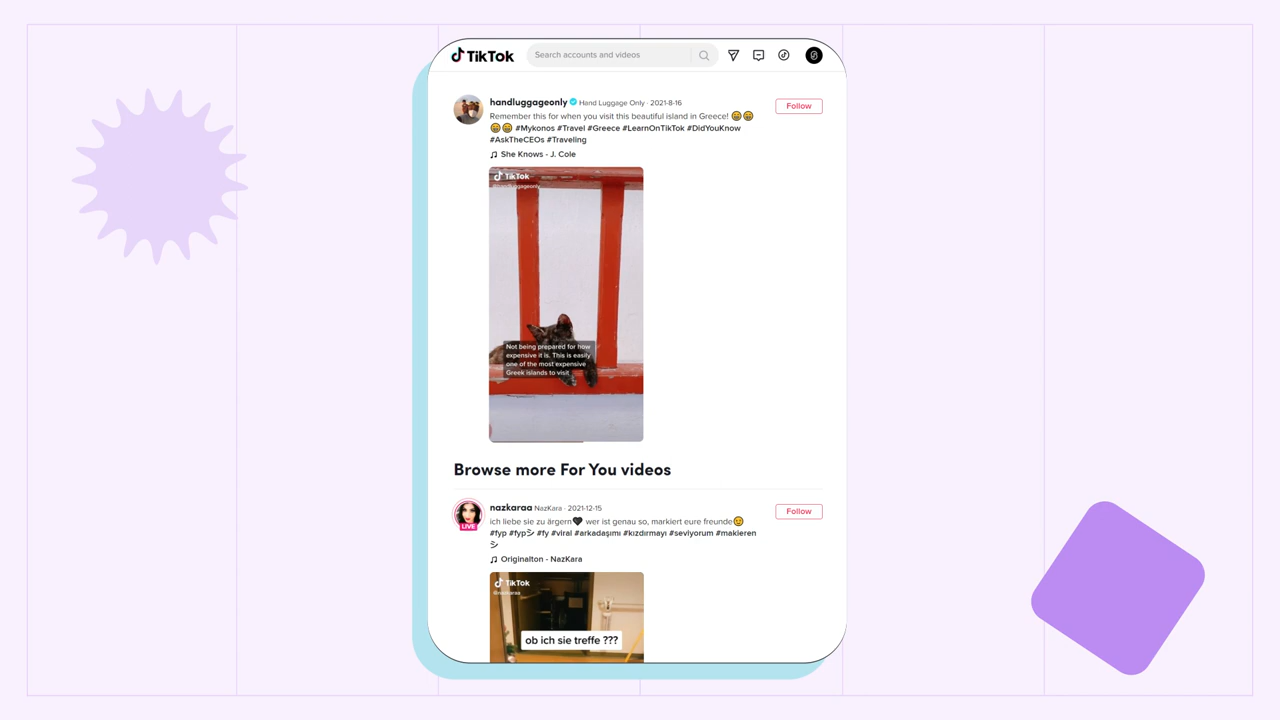 TikTok
Search accounts and videos
handluggageonly Hand Luggage Only · 2021-8-16
Follow
Remember this for when you visit this beautiful island in Greece! 😄😄
😄😄 #Mykonos #Travel #Greece #LearnOnTikTok #DidYouKnow
#AskTheCEOs #Traveling
She Knows - J. Cole
TikTok
@handluggageonly
Not being prepared for how
expensive it is. This is easily
one of the most expensive
Greek islands to visit
Browse more For You videos
nazkaraa NazKara · 2021-12-15
Follow
LIVE
ich liebe sie zu ärgern🖤 wer ist genau so, markiert eure freunde😉
#fyp #fypシ #fy #viral #arkadaşımı #kızdırmayı #seviyorum #makieren
シ
Originalton - NazKara
TikTok
@nazkaraa
ob ich sie treffe ???